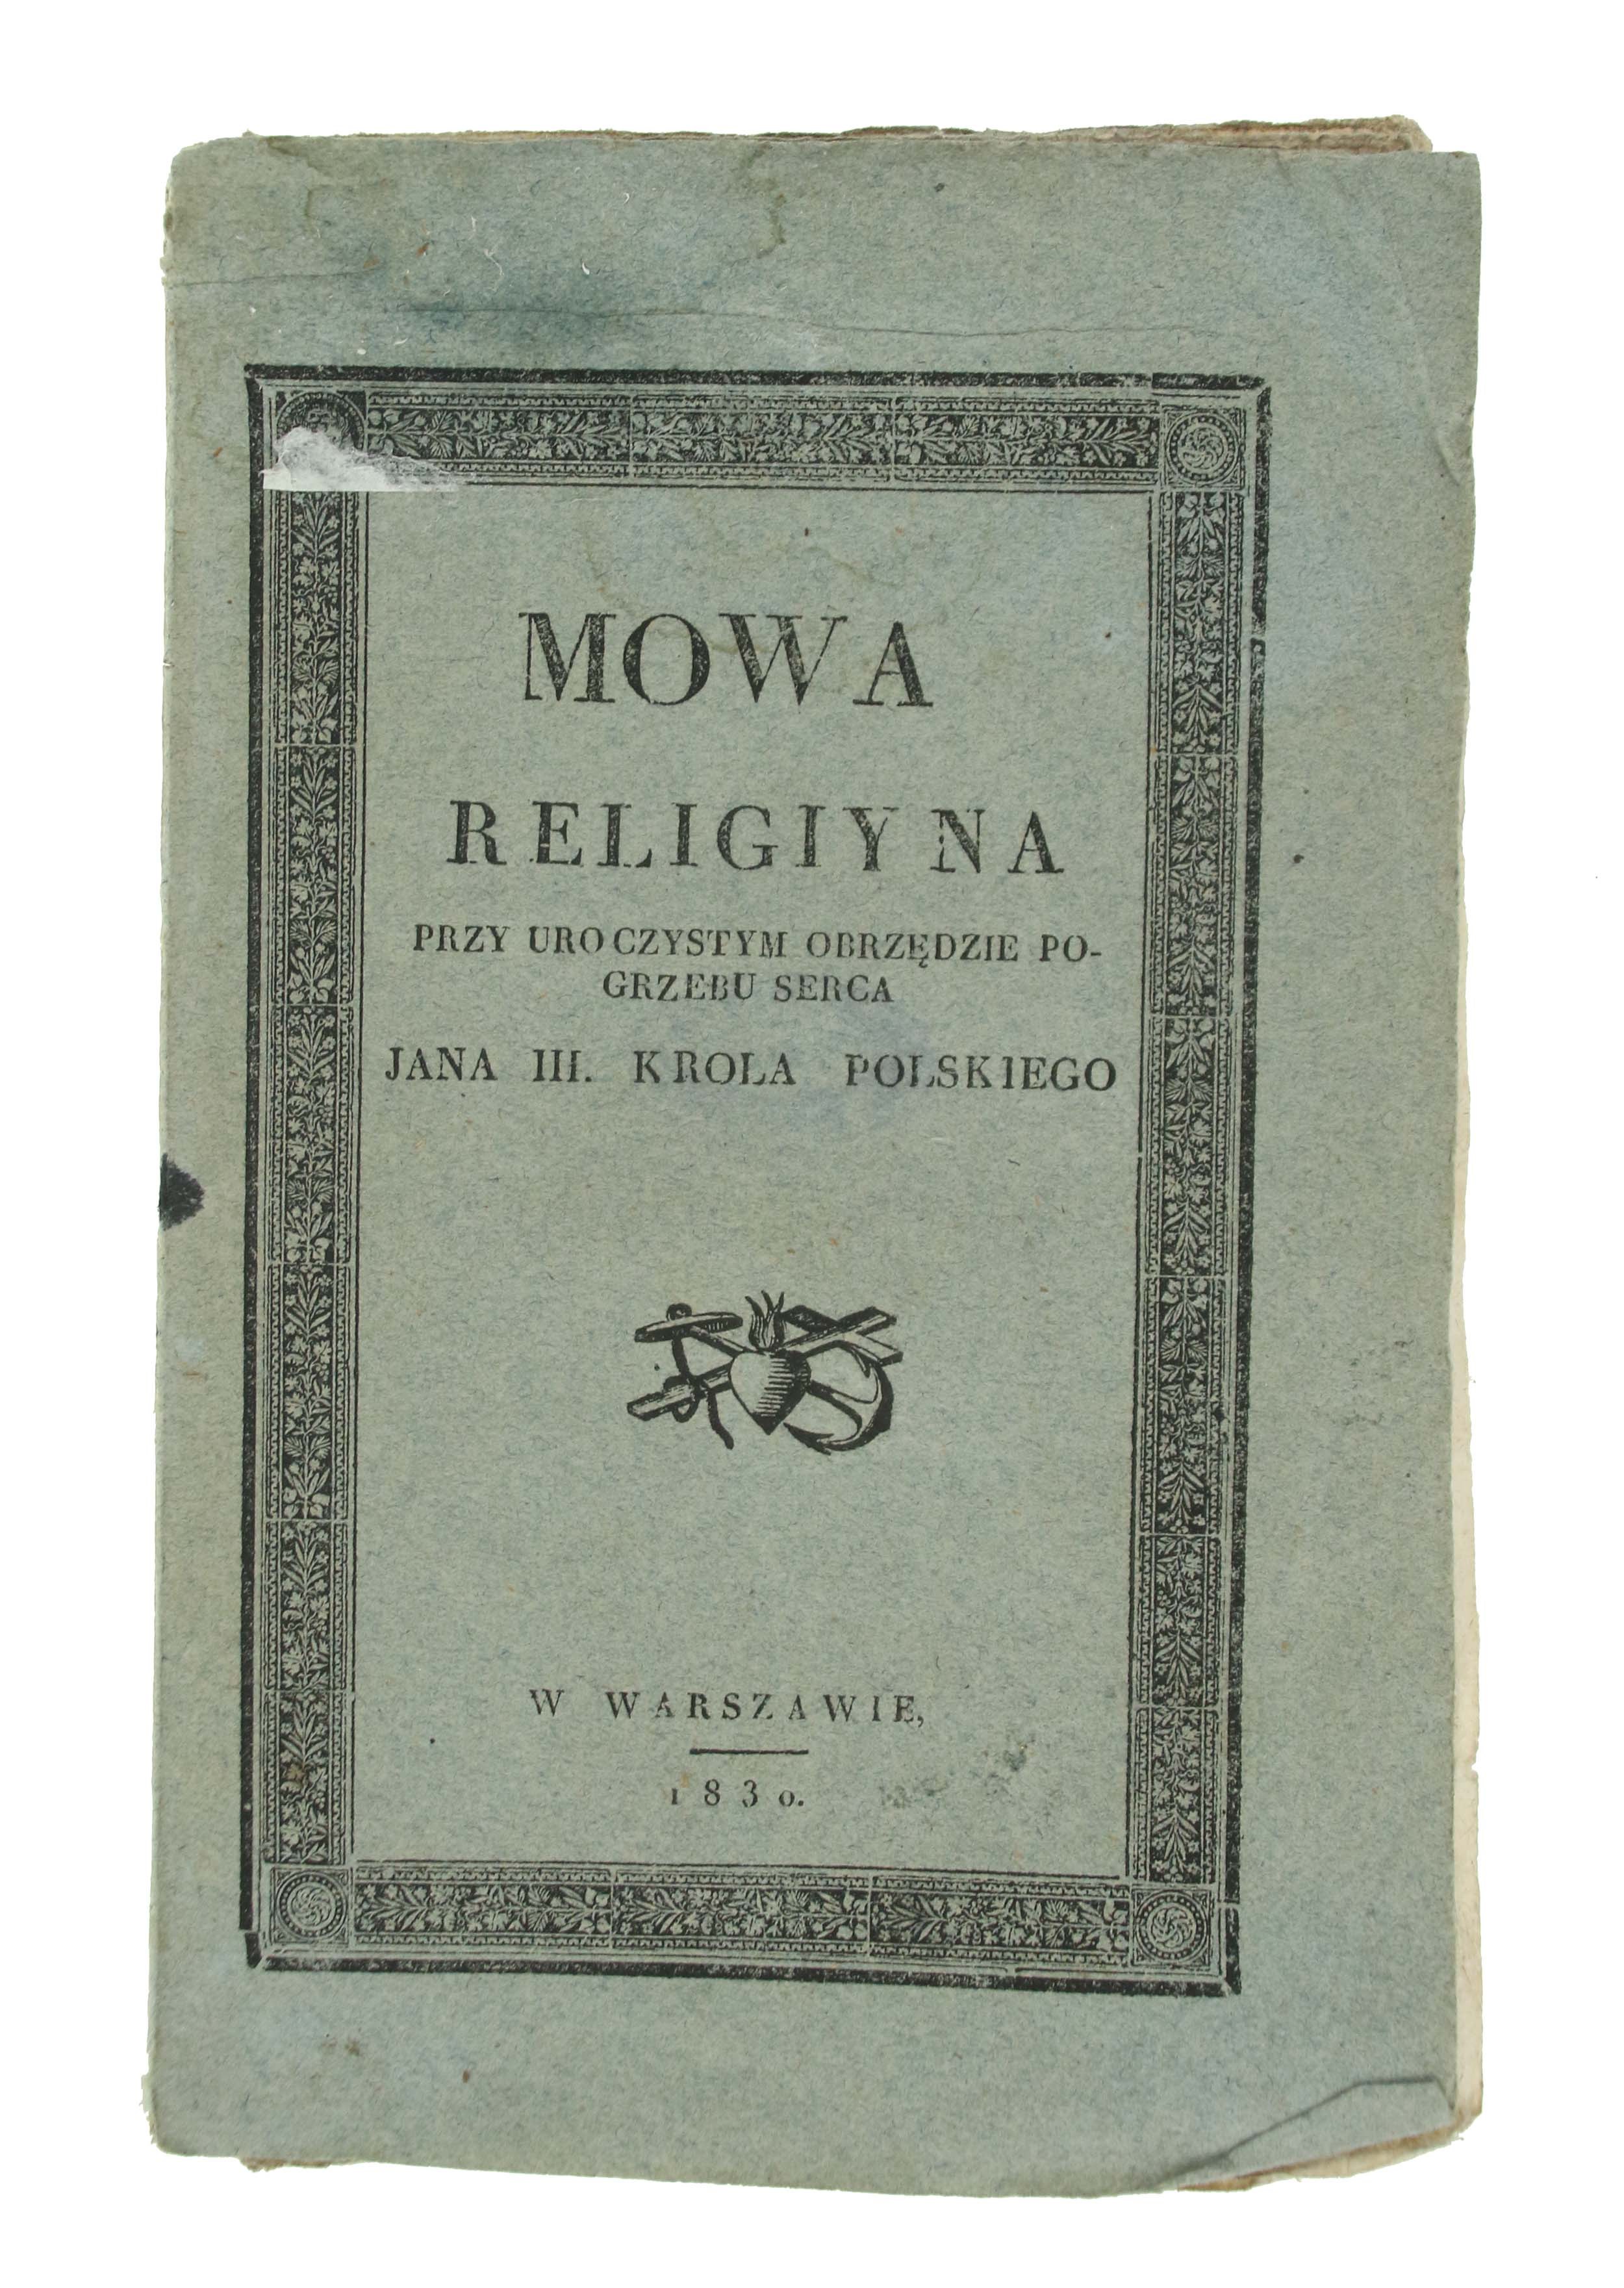 MOWA
RELIGIYNA
PRZY UROCZYSTYM OBRZĘDZIE PO-
GRZEBU SERCA
JANA III. KROLA POLSKIEGO
W WARSZAWIE,
1830.